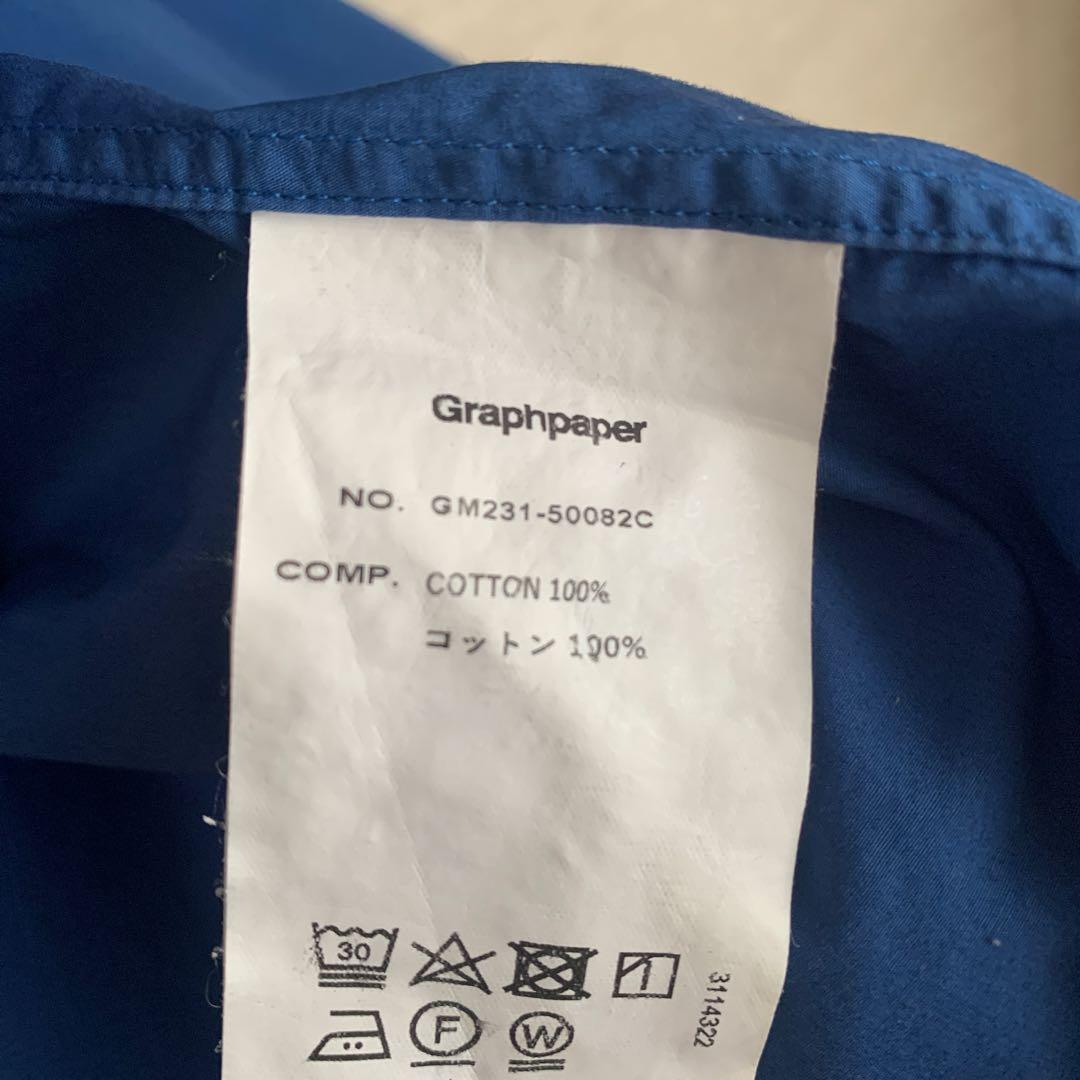 Graphpaper
NO. GM231-50082C
COMP. COTTON 100%
コットン 100%
30
F W
3114322